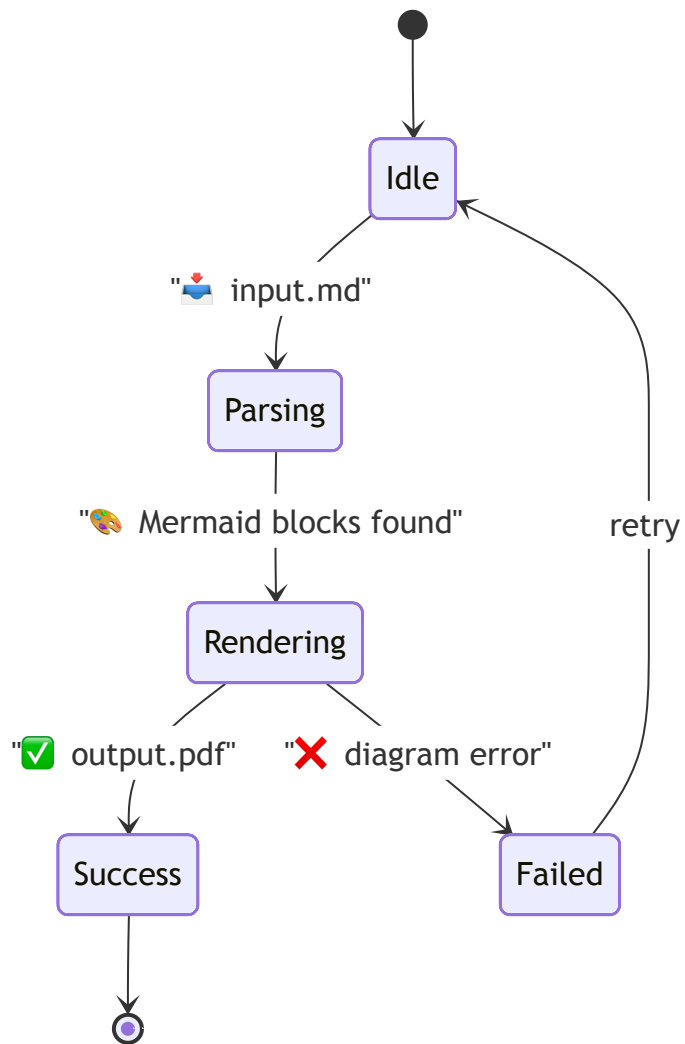 Idle
"📥 input.md"
Parsing
"🎨 Mermaid blocks found"
retry
Rendering
"✅ output.pdf"
"❌ diagram error"
Success
Failed